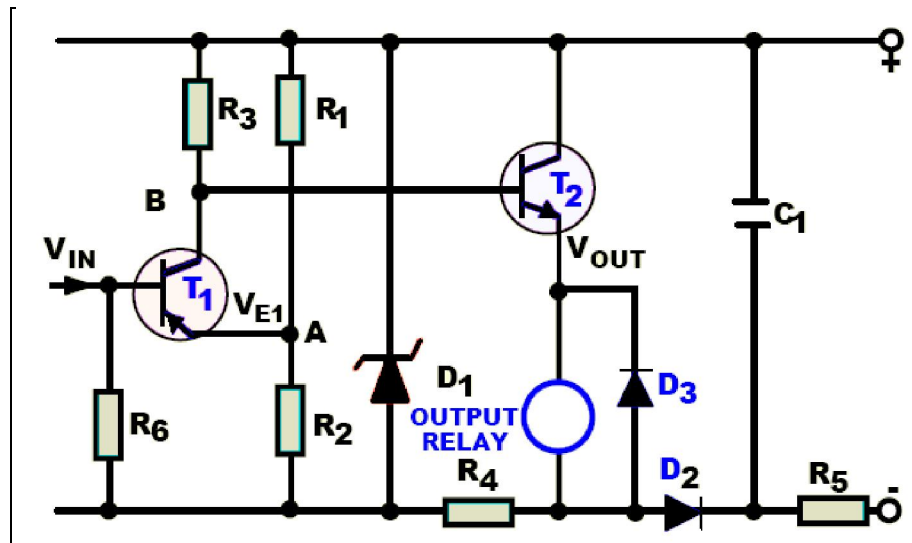 +
R3
R1
B
T2
C1
VIN
T1
VE1
VOUT
A
D1
D3
R6
R2
OUTPUT
RELAY
R4
D2
R5
-